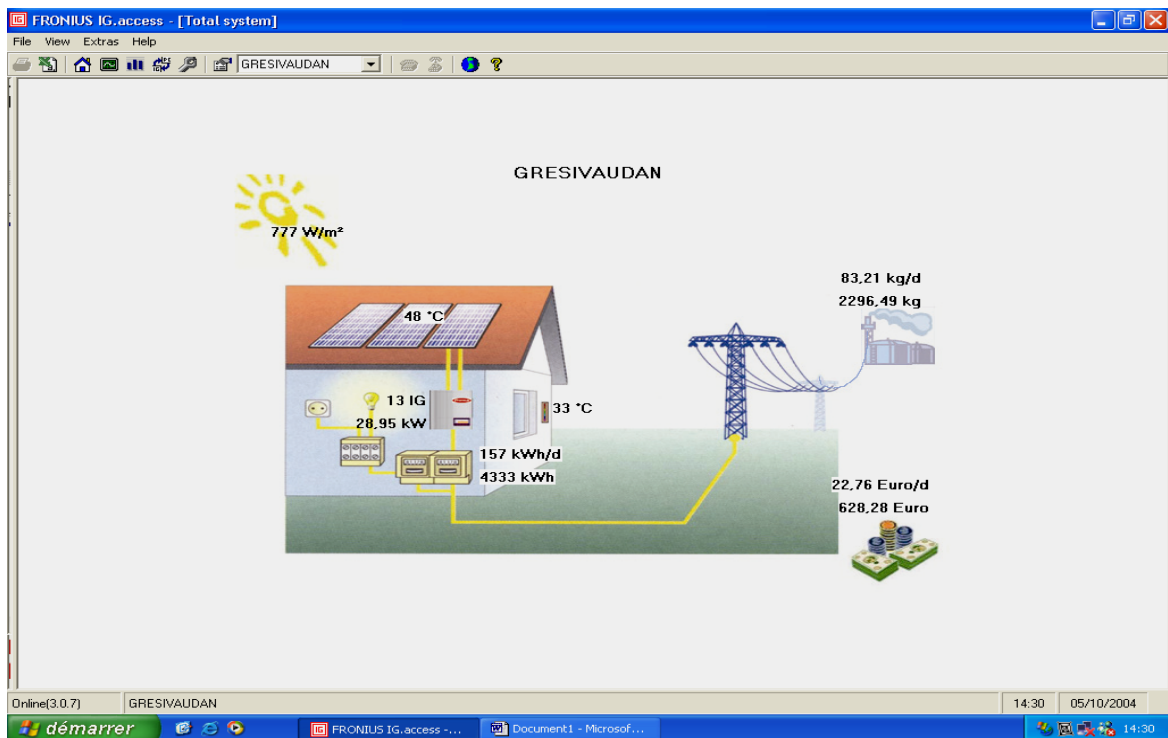 FRONIUS IG.access - [Total system]
File View Extras Help
GRESIVAUDAN
GRESIVAUDAN
777 W/m²
83,21 kg/d
2296,49 kg
48 °C
13 IG
33 °C
28,95 kW
157 kWh/d
4333 kWh
22,76 Euro/d
628,28 Euro
Online(3.0.7) GRESIVAUDAN 14:30 05/10/2004
démarrer FRONIUS IG.access -... Document1 - Microsof... 14:30